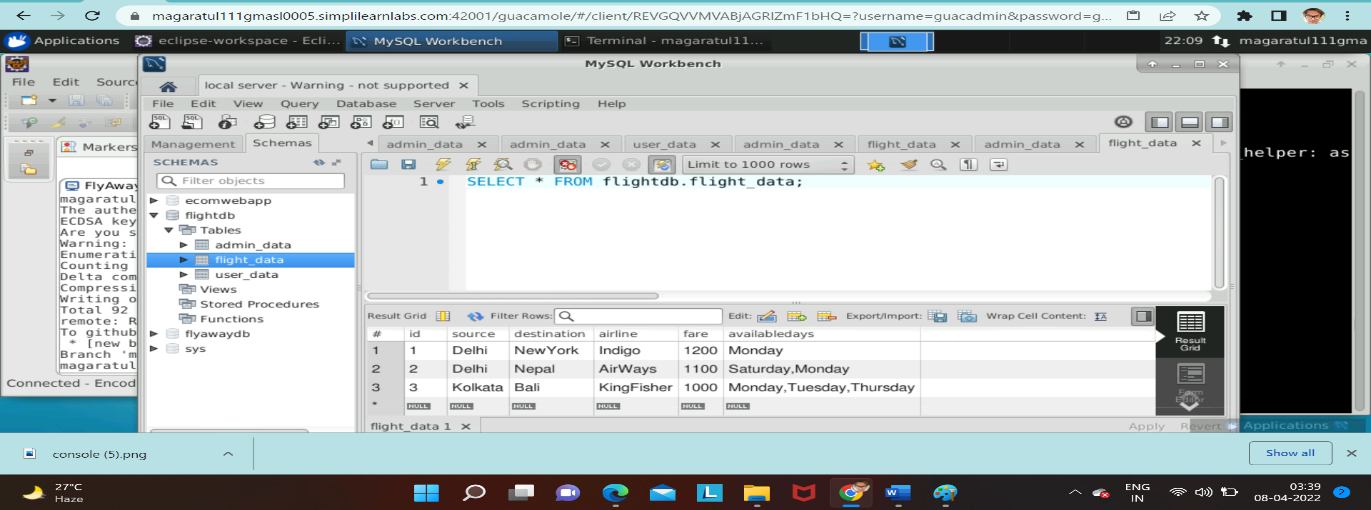 magaratul111gmasl0005.simplilearnlabs.com:42001/guacamole/#/client/REVGQVVMVABjAGRIZmF1bHQ=?username=guacadmin&password=g...
Applications eclipse-workspace - Ecli... MySQL Workbench Terminal - magaratul11... 22:09 magaratul111gma
MySQL Workbench
File Edit Source
local server - Warning - not supported
File Edit View Query Database Server Tools Scripting Help
Markers
Management Schemas admin_data admin_data user_data admin_data flight_data admin_data flight_data
_helper: as
SCHEMAS
Limit to 1000 rows
Filter objects
1 SELECT * FROM flightdb.flight_data;
FlyAway
magaratul
The authe
ECDSA key
Are you s
Warning:
Enumerati
Counting
Delta com
Compressi
Writing o
Total 92
remote: R
To github
* [new b
Branch 'm
magaratul
Connected - Encod
ecomwebapp
flightdb
Tables
admin_data
flight_data
user_data
Views
Stored Procedures
Functions
flyawaydb
sys
Result Grid Filter Rows: Edit: Export/Import: Wrap Cell Content:
# id source destination airline fare availabledays
1 1 Delhi NewYork Indigo 1200 Monday
2 2 Delhi Nepal AirWays 1100 Saturday,Monday
3 3 Kolkata Bali KingFisher 1000 Monday,Tuesday,Thursday
* NULL NULL NULL NULL NULL NULL
Result
Grid
Form
Editor
flight_data 1 Apply Revert Applications
console (5).png Show all
27°C
Haze
ENG
IN
03:39
08-04-2022
2